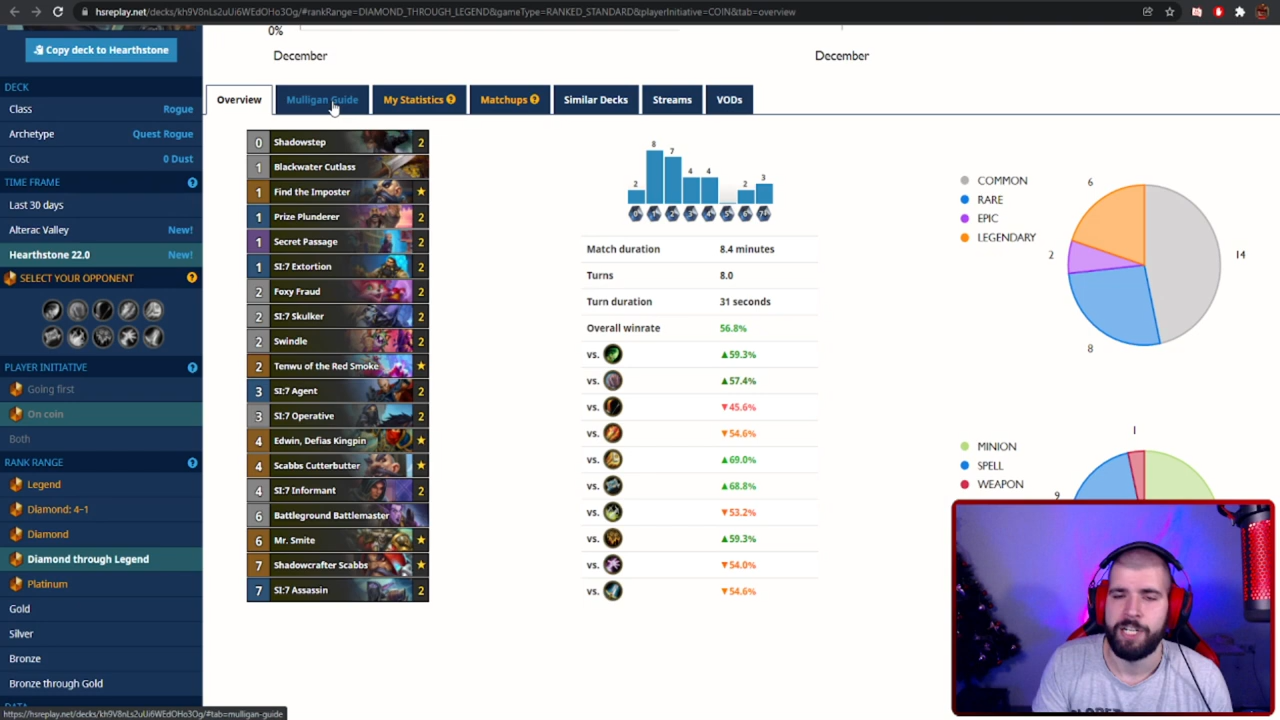 hsreplay.net/decks/kh9V8nLs2uUi6WEdOHo3Og/#rankRange=DIAMOND_THROUGH_LEGEND&gameType=RANKED_STANDARD&playerInitiative=COIN&tab=overview
Copy deck to Hearthstone
DECK
Class Rogue
Archetype Quest Rogue
Cost 0 Dust
TIME FRAME ?
Last 30 days
Alterac Valley New!
Hearthstone 22.0 New!
SELECT YOUR OPPONENT ?
PLAYER INITIATIVE ?
Going first
On coin
Both
RANK RANGE ?
Legend
Diamond: 4–1
Diamond
Diamond through Legend
Platinum
Gold
Silver
Bronze
Bronze through Gold
https://hsreplay.net/decks/kh9V8nLs2uUi6WEdOHo3Og/#tab=mulligan-guide
0%
December December
Overview Mulligan Guide My Statistics ? Matchups ? Similar Decks Streams VODs
0 Shadowstep 2
1 Blackwater Cutlass
1 Find the Imposter
1 Prize Plunderer 2
1 Secret Passage 2
1 SI:7 Extortion 2
2 Foxy Fraud 2
2 SI:7 Skulker 2
2 Swindle 2
2 Tenwu of the Red Smoke
3 SI:7 Agent 2
3 SI:7 Operative 2
4 Edwin, Defias Kingpin
4 Scabbs Cutterbutter
4 SI:7 Informant 2
6 Battleground Battlemaster
6 Mr. Smite
7 Shadowcrafter Scabbs
7 SI:7 Assassin 2
2 8 7 4 4 2 3
0 1 2 3 4 5 6 7+
Match duration 8.4 minutes
Turns 8.0
Turn duration 31 seconds
Overall winrate 56.8%
vs. ▲59.3%
vs. ▲57.4%
vs. ▼45.6%
vs. ▼54.6%
vs. ▲69.0%
vs. ▲68.8%
vs. ▼53.2%
vs. ▲59.3%
vs. ▼54.0%
vs. ▼54.6%
COMMON
RARE
EPIC
LEGENDARY
6
2
14
8
MINION
SPELL
WEAPON
1
9